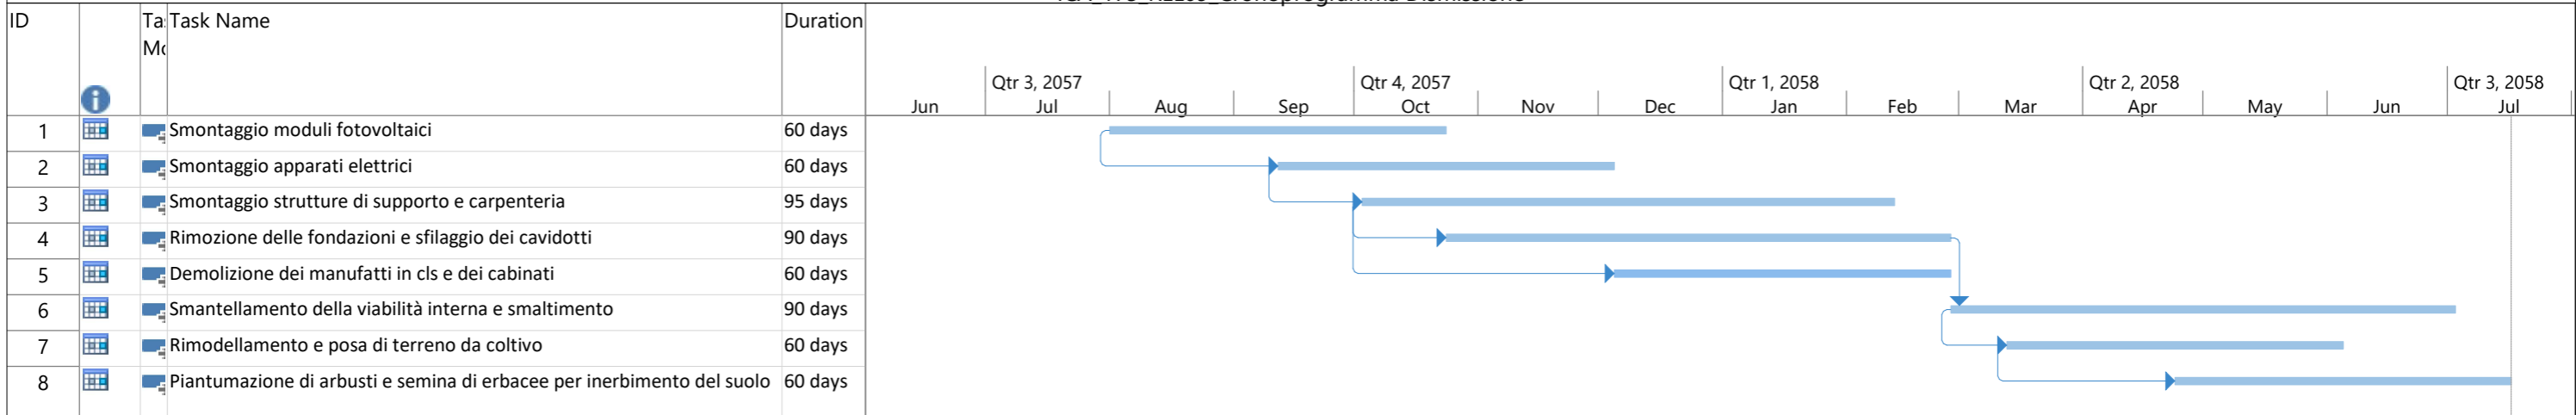 ID Ta Task Name Duration
Mo
Qtr 3, 2057 Qtr 4, 2057 Qtr 1, 2058 Qtr 2, 2058 Qtr 3, 2058
Jun Jul Aug Sep Oct Nov Dec Jan Feb Mar Apr May Jun Jul
1 Smontaggio moduli fotovoltaici 60 days
2 Smontaggio apparati elettrici 60 days
3 Smontaggio strutture di supporto e carpenteria 95 days
4 Rimozione delle fondazioni e sfilaggio dei cavidotti 90 days
5 Demolizione dei manufatti in cls e dei cabinati 60 days
6 Smantellamento della viabilità interna e smaltimento 90 days
7 Rimodellamento e posa di terreno da coltivo 60 days
8 Piantumazione di arbusti e semina di erbacee per inerbimento del suolo 60 days